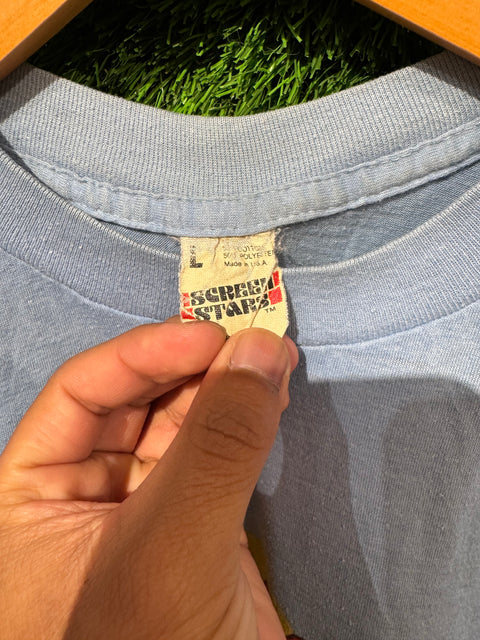 L
50% POLYESTER
Made in U.S.A.
SCREEN
STARS
TM